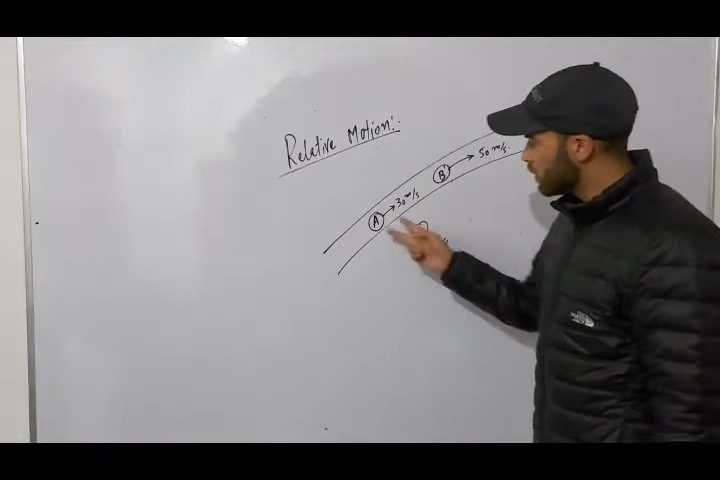 Relative Motion:-
B → 50 m/s.
A → 30 m/s